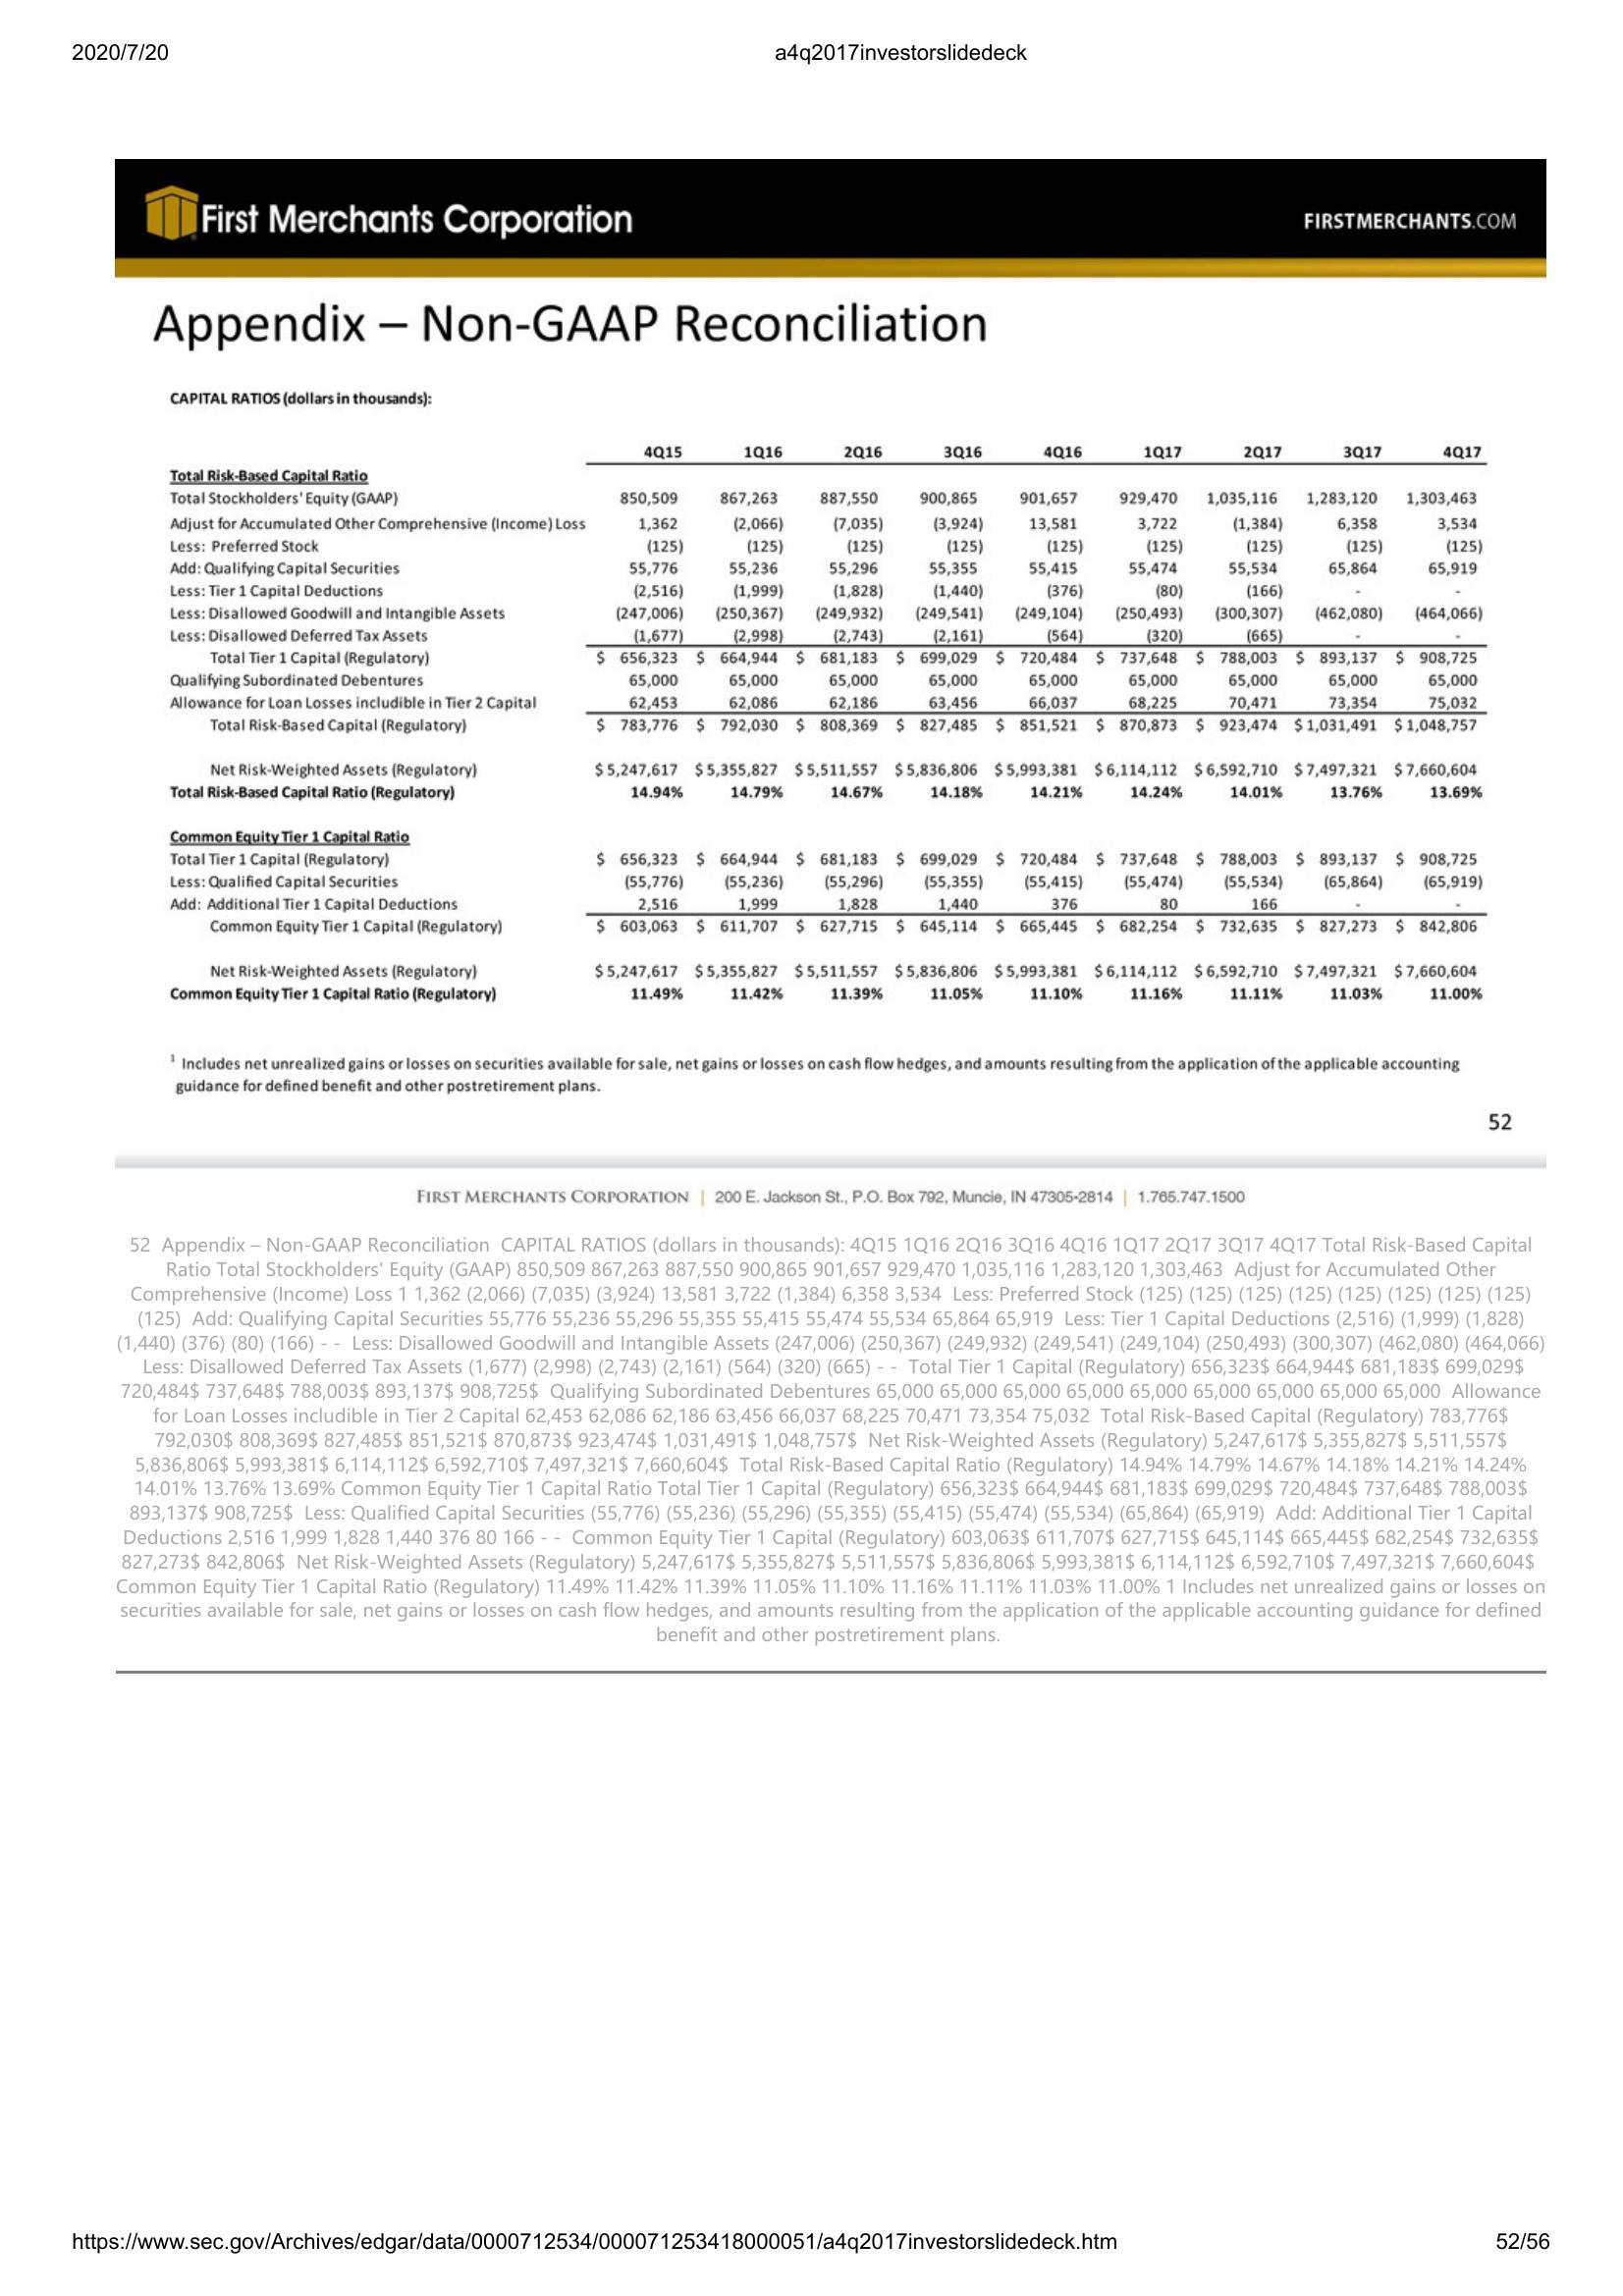 2020/7/20 a4q2017investorslidedeck
First Merchants Corporation FIRSTMERCHANTS.COM
Appendix – Non-GAAP Reconciliation
CAPITAL RATIOS (dollars in thousands):
4Q15 1Q16 2Q16 3Q16 4Q16 1Q17 2Q17 3Q17 4Q17
Total Risk-Based Capital Ratio
Total Stockholders' Equity (GAAP) 850,509 867,263 887,550 900,865 901,657 929,470 1,035,116 1,283,120 1,303,463
Adjust for Accumulated Other Comprehensive (Income) Loss 1,362 (2,066) (7,035) (3,924) 13,581 3,722 (1,384) 6,358 3,534
Less: Preferred Stock (125) (125) (125) (125) (125) (125) (125) (125) (125)
Add: Qualifying Capital Securities 55,776 55,236 55,296 55,355 55,415 55,474 55,534 65,864 65,919
Less: Tier 1 Capital Deductions (2,516) (1,999) (1,828) (1,440) (376) (80) (166) - -
Less: Disallowed Goodwill and Intangible Assets (247,006) (250,367) (249,932) (249,541) (249,104) (250,493) (300,307) (462,080) (464,066)
Less: Disallowed Deferred Tax Assets (1,677) (2,998) (2,743) (2,161) (564) (320) (665) - -
Total Tier 1 Capital (Regulatory) $ 656,323 $ 664,944 $ 681,183 $ 699,029 $ 720,484 $ 737,648 $ 788,003 $ 893,137 $ 908,725
Qualifying Subordinated Debentures 65,000 65,000 65,000 65,000 65,000 65,000 65,000 65,000 65,000
Allowance for Loan Losses includible in Tier 2 Capital 62,453 62,086 62,186 63,456 66,037 68,225 70,471 73,354 75,032
Total Risk-Based Capital (Regulatory) $ 783,776 $ 792,030 $ 808,369 $ 827,485 $ 851,521 $ 870,873 $ 923,474 $ 1,031,491 $ 1,048,757
Net Risk-Weighted Assets (Regulatory) $ 5,247,617 $ 5,355,827 $ 5,511,557 $ 5,836,806 $ 5,993,381 $ 6,114,112 $ 6,592,710 $ 7,497,321 $ 7,660,604
Total Risk-Based Capital Ratio (Regulatory) 14.94% 14.79% 14.67% 14.18% 14.21% 14.24% 14.01% 13.76% 13.69%
Common Equity Tier 1 Capital Ratio
Total Tier 1 Capital (Regulatory) $ 656,323 $ 664,944 $ 681,183 $ 699,029 $ 720,484 $ 737,648 $ 788,003 $ 893,137 $ 908,725
Less: Qualified Capital Securities (55,776) (55,236) (55,296) (55,355) (55,415) (55,474) (55,534) (65,864) (65,919)
Add: Additional Tier 1 Capital Deductions 2,516 1,999 1,828 1,440 376 80 166 - -
Common Equity Tier 1 Capital (Regulatory) $ 603,063 $ 611,707 $ 627,715 $ 645,114 $ 665,445 $ 682,254 $ 732,635 $ 827,273 $ 842,806
Net Risk-Weighted Assets (Regulatory) $ 5,247,617 $ 5,355,827 $ 5,511,557 $ 5,836,806 $ 5,993,381 $ 6,114,112 $ 6,592,710 $ 7,497,321 $ 7,660,604
Common Equity Tier 1 Capital Ratio (Regulatory) 11.49% 11.42% 11.39% 11.05% 11.10% 11.16% 11.11% 11.03% 11.00%
1 Includes net unrealized gains or losses on securities available for sale, net gains or losses on cash flow hedges, and amounts resulting from the application of the applicable accounting
guidance for defined benefit and other postretirement plans.
52
FIRST MERCHANTS CORPORATION | 200 E. Jackson St., P.O. Box 792, Muncie, IN 47305-2814 | 1.765.747.1500
52 Appendix – Non-GAAP Reconciliation CAPITAL RATIOS (dollars in thousands): 4Q15 1Q16 2Q16 3Q16 4Q16 1Q17 2Q17 3Q17 4Q17 Total Risk-Based Capital
Ratio Total Stockholders' Equity (GAAP) 850,509 867,263 887,550 900,865 901,657 929,470 1,035,116 1,283,120 1,303,463 Adjust for Accumulated Other
Comprehensive (Income) Loss 1 1,362 (2,066) (7,035) (3,924) 13,581 3,722 (1,384) 6,358 3,534 Less: Preferred Stock (125) (125) (125) (125) (125) (125) (125) (125)
(125) Add: Qualifying Capital Securities 55,776 55,236 55,296 55,355 55,415 55,474 55,534 65,864 65,919 Less: Tier 1 Capital Deductions (2,516) (1,999) (1,828)
(1,440) (376) (80) (166) - - Less: Disallowed Goodwill and Intangible Assets (247,006) (250,367) (249,932) (249,541) (249,104) (250,493) (300,307) (462,080) (464,066)
Less: Disallowed Deferred Tax Assets (1,677) (2,998) (2,743) (2,161) (564) (320) (665) - - Total Tier 1 Capital (Regulatory) 656,323$ 664,944$ 681,183$ 699,029$
720,484$ 737,648$ 788,003$ 893,137$ 908,725$ Qualifying Subordinated Debentures 65,000 65,000 65,000 65,000 65,000 65,000 65,000 65,000 65,000 Allowance
for Loan Losses includible in Tier 2 Capital 62,453 62,086 62,186 63,456 66,037 68,225 70,471 73,354 75,032 Total Risk-Based Capital (Regulatory) 783,776$
792,030$ 808,369$ 827,485$ 851,521$ 870,873$ 923,474$ 1,031,491$ 1,048,757$ Net Risk-Weighted Assets (Regulatory) 5,247,617$ 5,355,827$ 5,511,557$
5,836,806$ 5,993,381$ 6,114,112$ 6,592,710$ 7,497,321$ 7,660,604$ Total Risk-Based Capital Ratio (Regulatory) 14.94% 14.79% 14.67% 14.18% 14.21% 14.24%
14.01% 13.76% 13.69% Common Equity Tier 1 Capital Ratio Total Tier 1 Capital (Regulatory) 656,323$ 664,944$ 681,183$ 699,029$ 720,484$ 737,648$ 788,003$
893,137$ 908,725$ Less: Qualified Capital Securities (55,776) (55,236) (55,296) (55,355) (55,415) (55,474) (55,534) (65,864) (65,919) Add: Additional Tier 1 Capital
Deductions 2,516 1,999 1,828 1,440 376 80 166 - - Common Equity Tier 1 Capital (Regulatory) 603,063$ 611,707$ 627,715$ 645,114$ 665,445$ 682,254$ 732,635$
827,273$ 842,806$ Net Risk-Weighted Assets (Regulatory) 5,247,617$ 5,355,827$ 5,511,557$ 5,836,806$ 5,993,381$ 6,114,112$ 6,592,710$ 7,497,321$ 7,660,604$
Common Equity Tier 1 Capital Ratio (Regulatory) 11.49% 11.42% 11.39% 11.05% 11.10% 11.16% 11.11% 11.03% 11.00% 1 Includes net unrealized gains or losses on
securities available for sale, net gains or losses on cash flow hedges, and amounts resulting from the application of the applicable accounting guidance for defined
benefit and other postretirement plans.
https://www.sec.gov/Archives/edgar/data/0000712534/000071253418000051/a4q2017investorslidedeck.htm 52/56